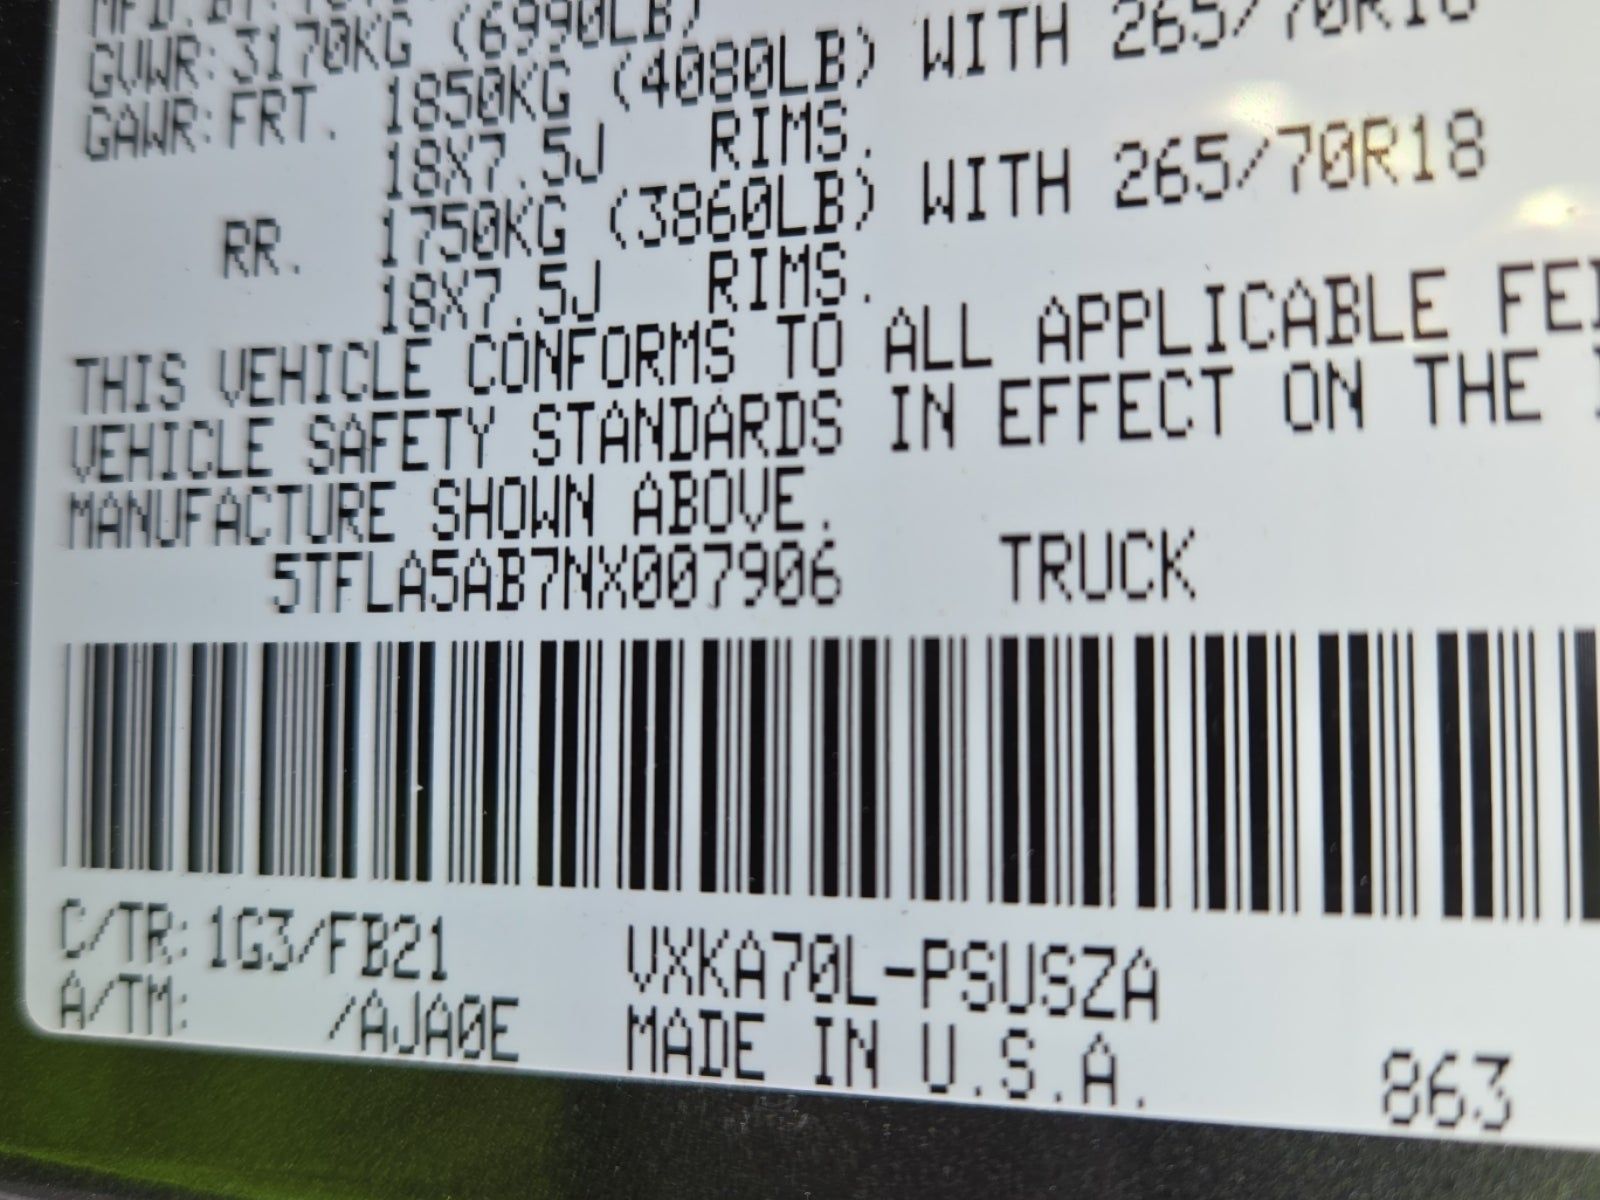 GVWR:3170KG (6990LB)
GAWR:FRT. 1850KG (4080LB) WITH 265/70R18
18X7.5J RIMS.
RR. 1750KG (3860LB) WITH 265/70R18
18X7.5J RIMS.
THIS VEHICLE CONFORMS TO ALL APPLICABLE
VEHICLE SAFETY STANDARDS IN EFFECT ON THE
MANUFACTURE SHOWN ABOVE.
5TFLA5AB7NX007906 TRUCK
C/TR:1G3/FB21 VXKA70L-PSUSZA
A/TM: /AJA0E MADE IN U.S.A. 863